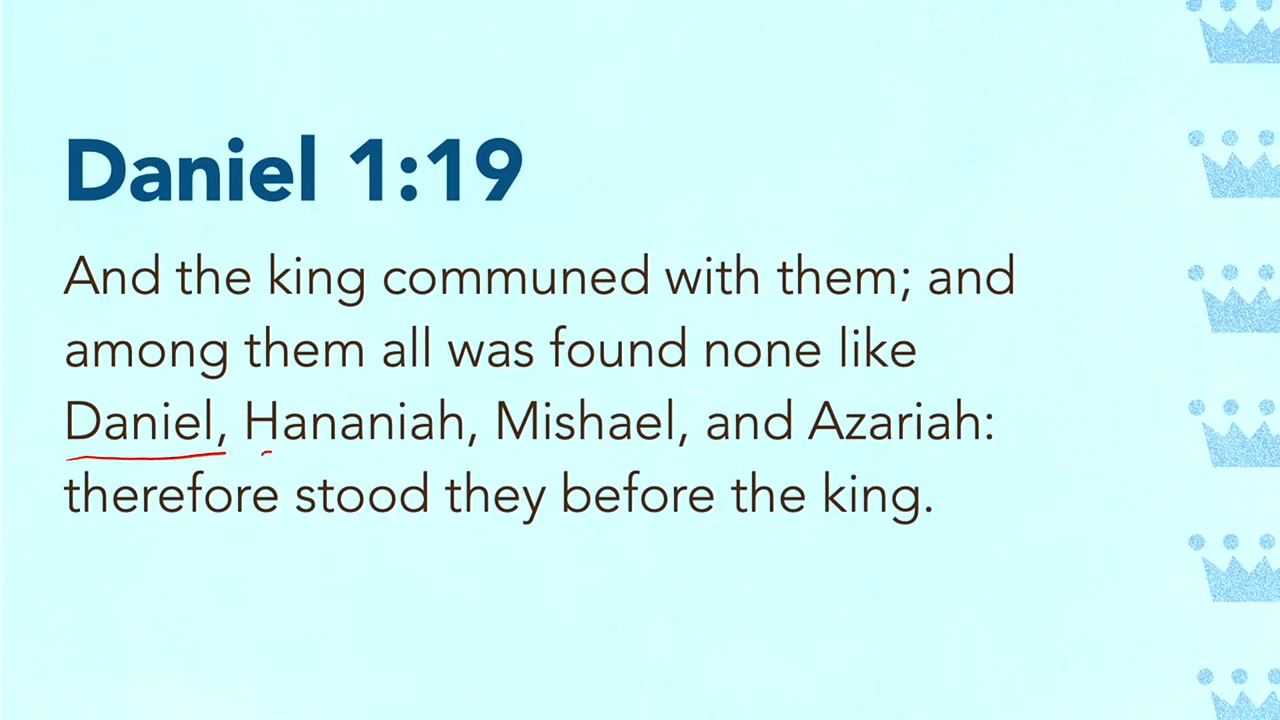 Daniel 1:19
And the king communed with them; and
among them all was found none like
Daniel, Hananiah, Mishael, and Azariah:
therefore stood they before the king.